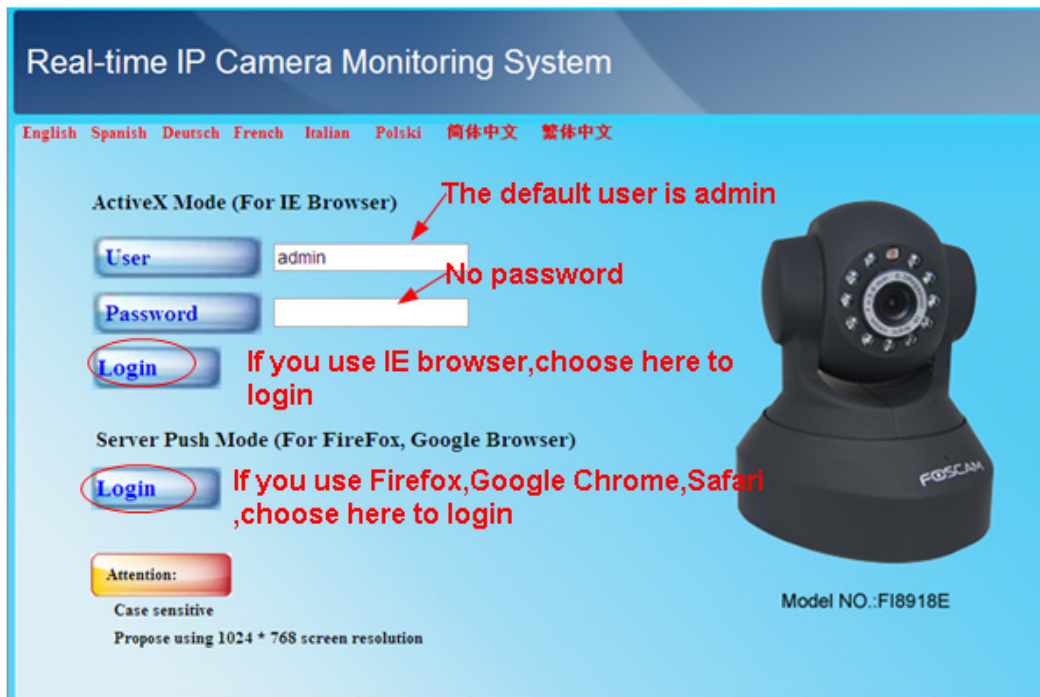 Real-time IP Camera Monitoring System
English Spanish Deutsch French Italian Polski 简体中文 繁体中文
ActiveX Mode (For IE Browser)
The default user is admin
User
admin
No password
Password
Login
If you use IE browser,choose here to
login
Server Push Mode (For FireFox, Google Browser)
Login
If you use Firefox,Google Chrome,Safari
,choose here to login
FOSCAM
Attention:
Case sensitive
Propose using 1024 * 768 screen resolution
Model NO.:FI8918E